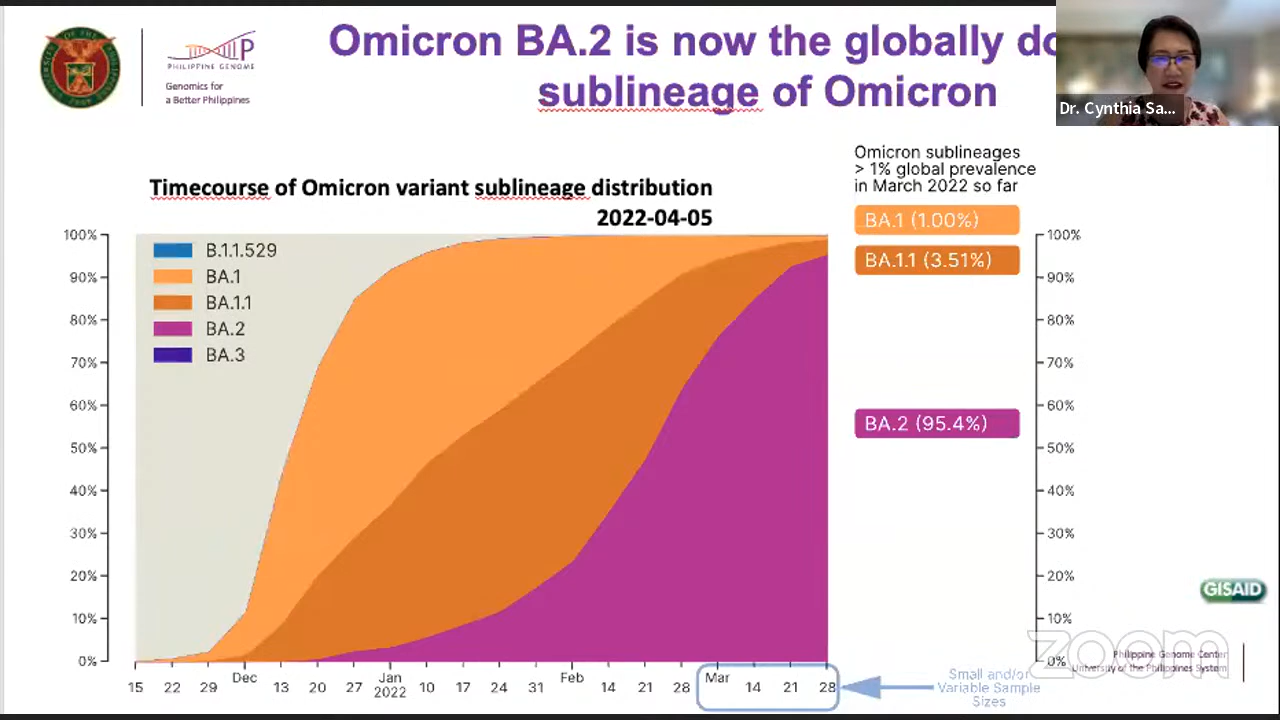 Omicron BA.2 is now the globally do
sublineage of Omicron
PHILIPPINE GENOME
Genomics for
a Better Philippines
Dr. Cynthia Sa...
Timecourse of Omicron variant sublineage distribution
2022-04-05
Omicron sublineages
> 1% global prevalence
in March 2022 so far
BA.1 (1.00%)
BA.1.1 (3.51%)
BA.2 (95.4%)
B.1.1.529
BA.1
BA.1.1
BA.2
BA.3
100%
90%
80%
70%
60%
50%
40%
30%
20%
10%
0%
100%
90%
80%
70%
60%
50%
40%
30%
20%
10%
0%
15 22 29 Dec 13 20 27 Jan 10 17 24 31 Feb 14 21 28 Mar 14 21 28
2022
Small and/or
Variable Sample
Sizes
GISAID
zoom
Philippine Genome Center
University of the Philippines System